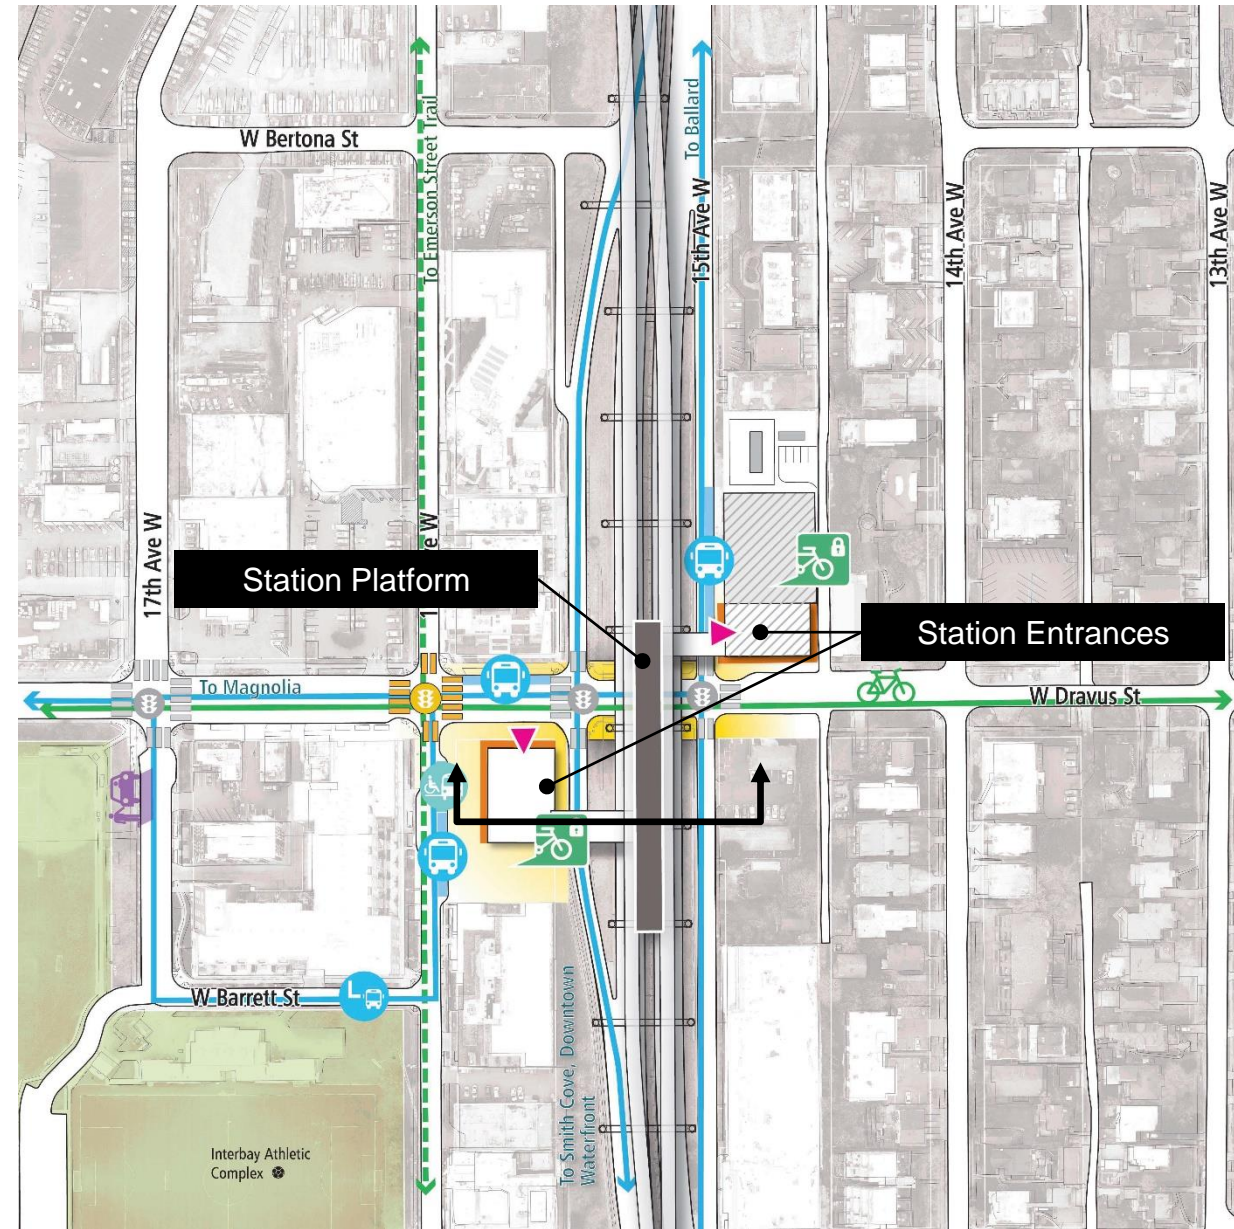 W Bertona St
To Emerson Street Trail
To Ballard
15th Ave W
14th Ave W
13th Ave W
17th Ave W
Ave W
Station Platform
Station Entrances
To Magnolia
W Dravus St
W Barrett St
L
To Smith Cove, Downtown
Waterfront
Interbay Athletic
Complex